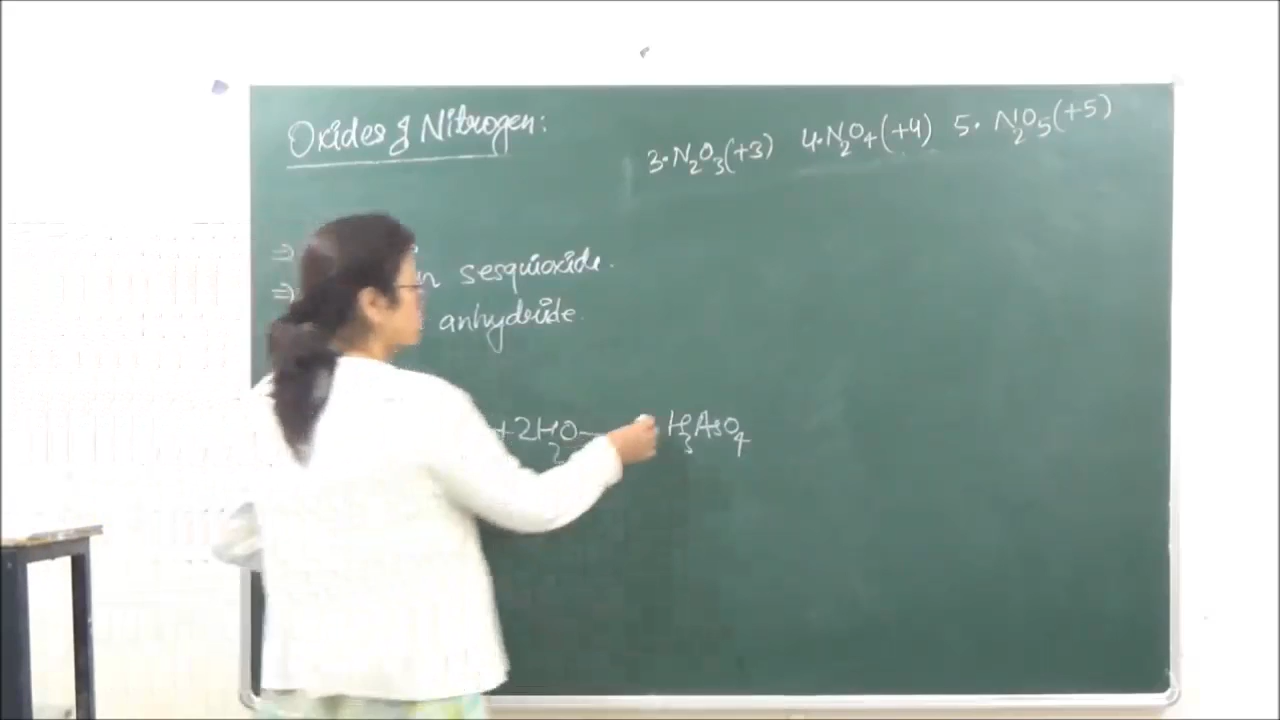 Oxides of Nitrogen:
3. N2O3(+3) 4. N2O4(+4) 5. N2O5(+5)
⇒ sesquioxide.
⇒ anhydride.
+2H2O → H3AsO4